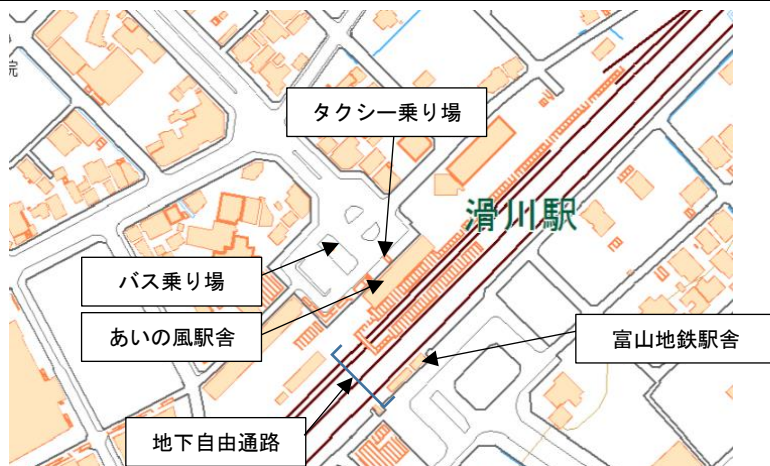 院
タクシー乗り場
滑川駅
バス乗り場
あいの風駅舎
富山地鉄駅舎
地下自由通路